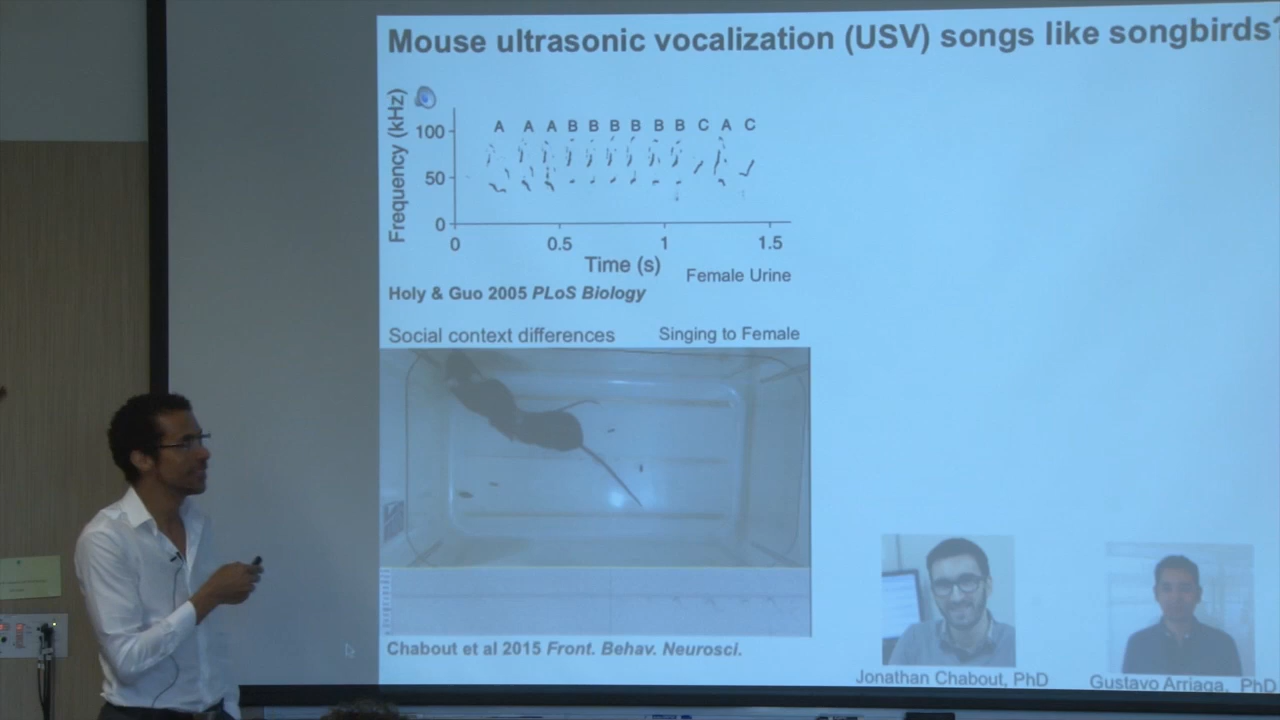 Mouse ultrasonic vocalization (USV) songs like songbirds?
Frequency (kHz)
A A A B B B B B B C A C
100
50
0
0 0.5 1 1.5
Time (s)
Female Urine
Holy & Guo 2005 PLoS Biology
Social context differences
Singing to Female
Chabout et al 2015 Front. Behav. Neurosci.
Jonathan Chabout, PhD
Gustavo Arriaga, PhD